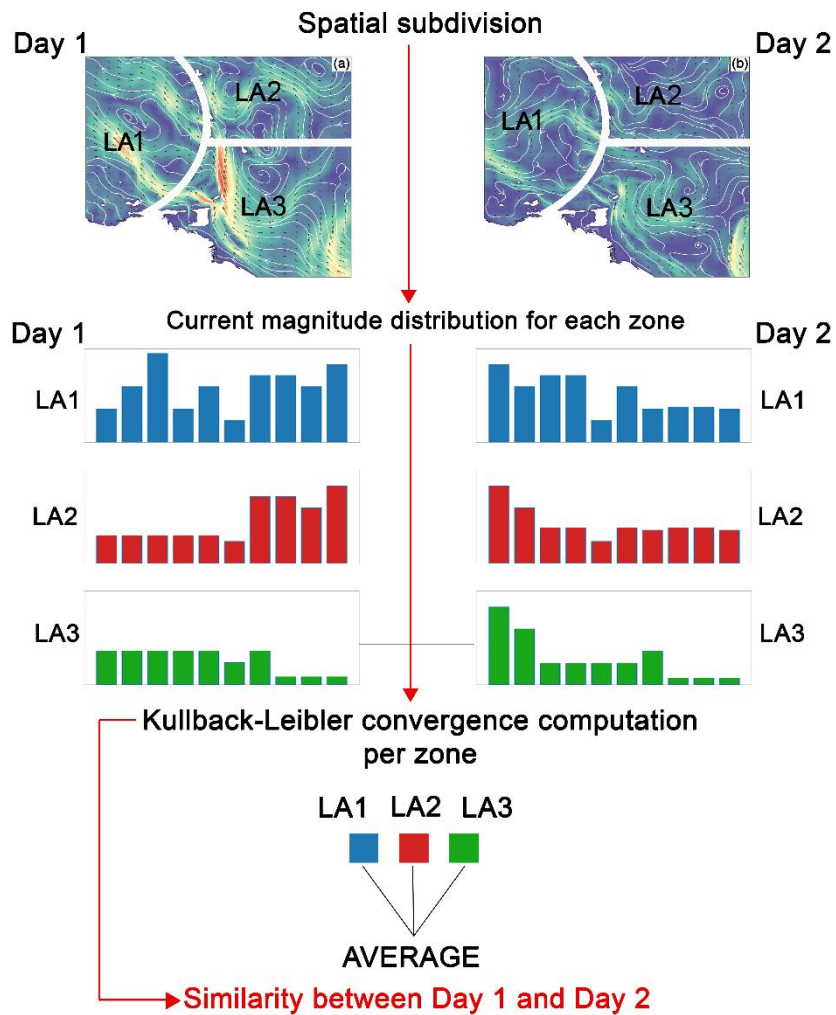 Spatial subdivision
Day 1
Day 2
(a)
LA1
LA2
LA3
(b)
LA1
LA2
LA3
Current magnitude distribution for each zone
Day 1
Day 2
LA1
LA1
LA2
LA2
LA3
LA3
Kullback-Leibler convergence computation
per zone
LA1 LA2 LA3
AVERAGE
Similarity between Day 1 and Day 2